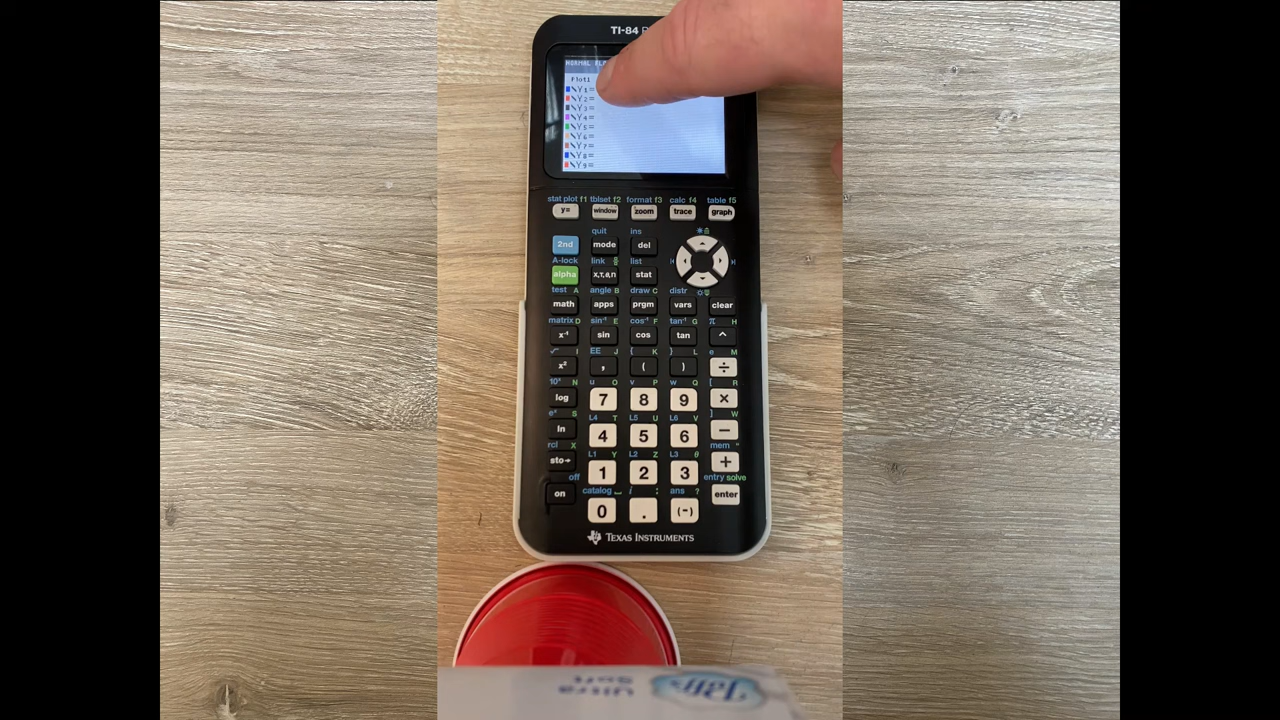 TI-84
NORMAL FL
Plot1
\Y1=
\Y2=
\Y3=
\Y4=
\Y5=
\Y6=
\Y7=
\Y8=
\Y9=
stat plot f1 tblset f2 format f3 calc f4 table f5
y= window zoom trace graph
quit ins
2nd mode del
A-lock link list
alpha X,T,θ,n stat
test A angle B draw C distr
math apps prgm vars clear
matrix D sin⁻¹ E cos⁻¹ F tan⁻¹ G π H
x⁻¹ sin cos tan ^
√ I EE J { K } L e M
x² , ( ) ÷
10ˣ N u O v P w Q [ R
log 7 8 9 ×
eˣ S L4 T L5 U L6 V ] W
ln 4 5 6 −
rcl X L1 Y L2 Z L3 θ mem "
sto→ 1 2 3 +
off catalog i : ans ? entry solve
on 0 . (-) enter
TEXAS INSTRUMENTS
Ultra
Soft